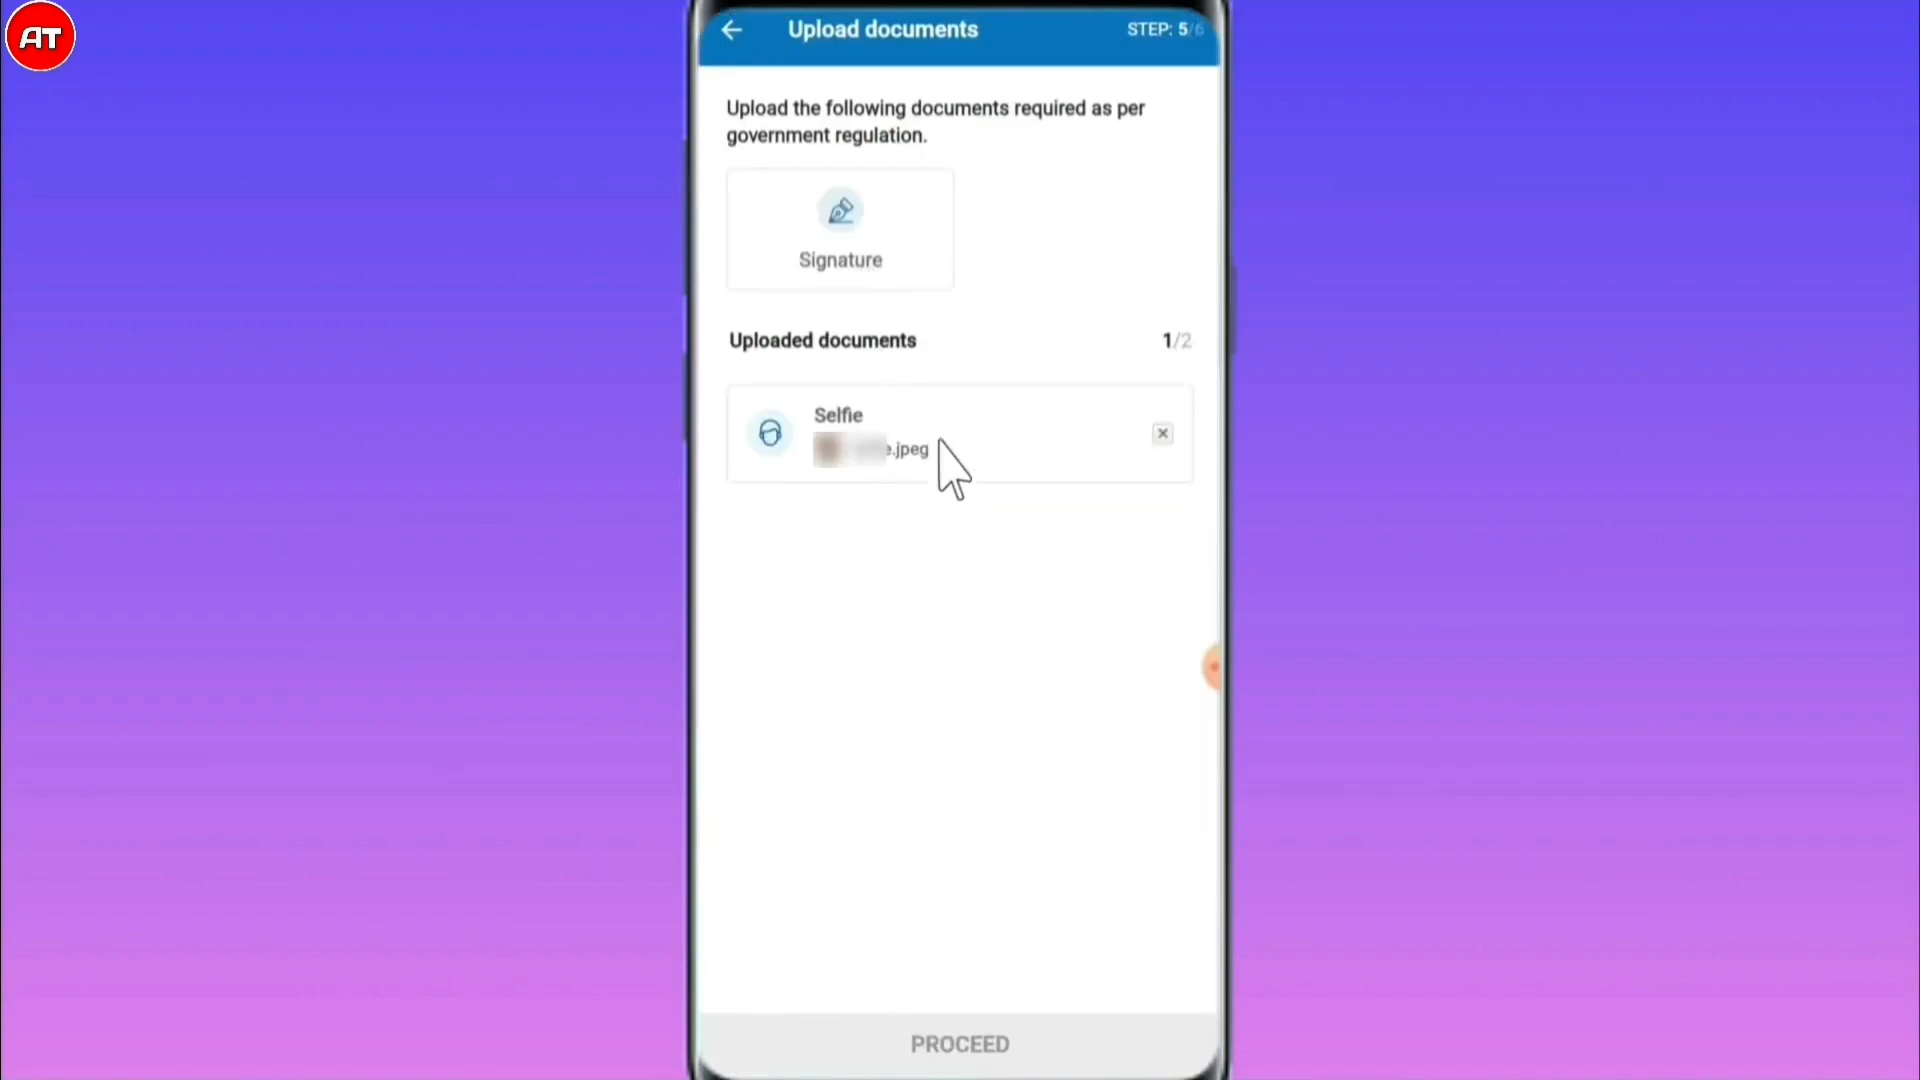 AT
Upload documents
STEP: 5/6
Upload the following documents required as per
government regulation.
Signature
Uploaded documents
1/2
Selfie
e.jpeg
PROCEED